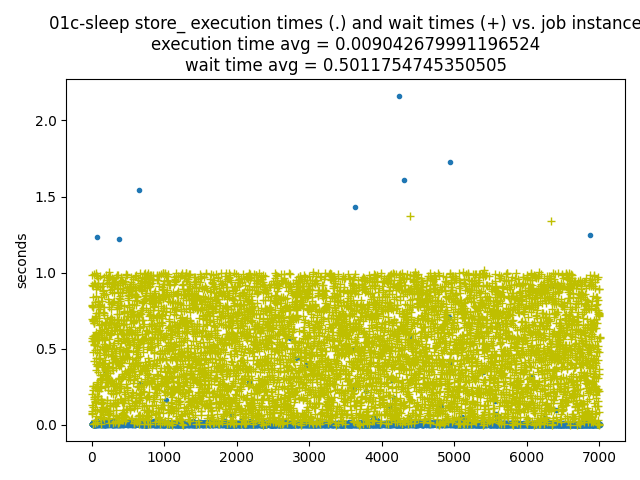 01c-sleep store_ execution times (.) and wait times (+) vs. job instance
execution time avg = 0.009042679991196524
wait time avg = 0.5011754745350505
2.0
1.5
seconds
1.0
0.5
0.0
0 1000 2000 3000 4000 5000 6000 7000